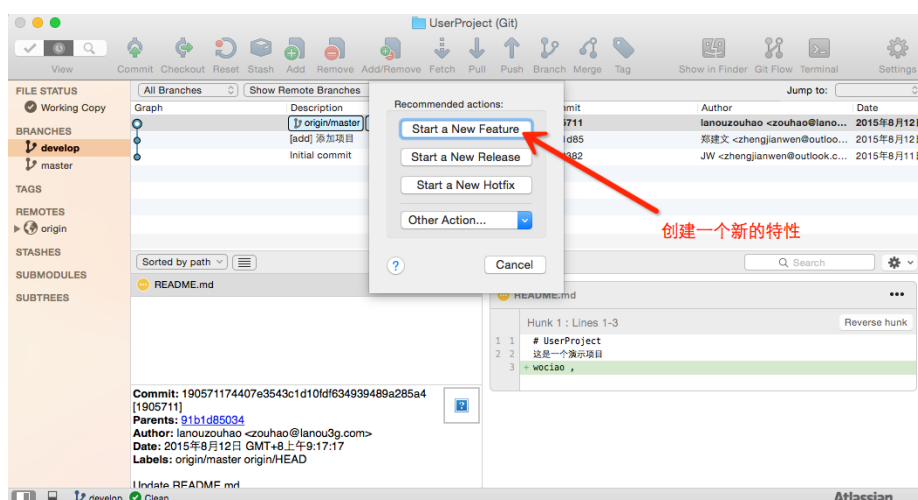 UserProject (Git)
View Commit Checkout Reset Stash Add Remove Add/Remove Fetch Pull Push Branch Merge Tag Show in Finder Git Flow Terminal Settings
FILE STATUS
Working Copy
BRANCHES
develop
master
TAGS
REMOTES
origin
STASHES
SUBMODULES
SUBTREES
All Branches Show Remote Branches Jump to:
Graph Description mit Author Date
origin/master 5711 lanouzouhao <zouhao@lano... 2015年8月12
[add] 添加项目 1d85 郑建文 <zhengjianwen@outloo... 2015年8月12
Initial commit 382 JW <zhengjianwen@outlook.c... 2015年8月11
Recommended actions:
Start a New Feature
Start a New Release
Start a New Hotfix
Other Action...
? Cancel
创建一个新的特性
Sorted by path Search
README.md
README.md
Hunk 1 : Lines 1-3 Reverse hunk
1 1 # UserProject
2 2 这是一个演示项目
3 + wociao ,
Commit: 190571174407e3543c1d10fdf634939489a285a4
[1905711]
Parents: 91b1d85034
Author: lanouzouhao <zouhao@lanou3g.com>
Date: 2015年8月12日 GMT+8上午9:17:17
Labels: origin/master origin/HEAD
Update README.md
develop Clean Atlassian